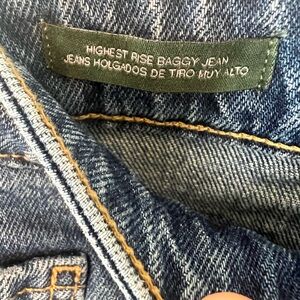 HIGHEST RISE BAGGY JEAN
JEANS HOLGADOS DE TIRO MUY ALTO